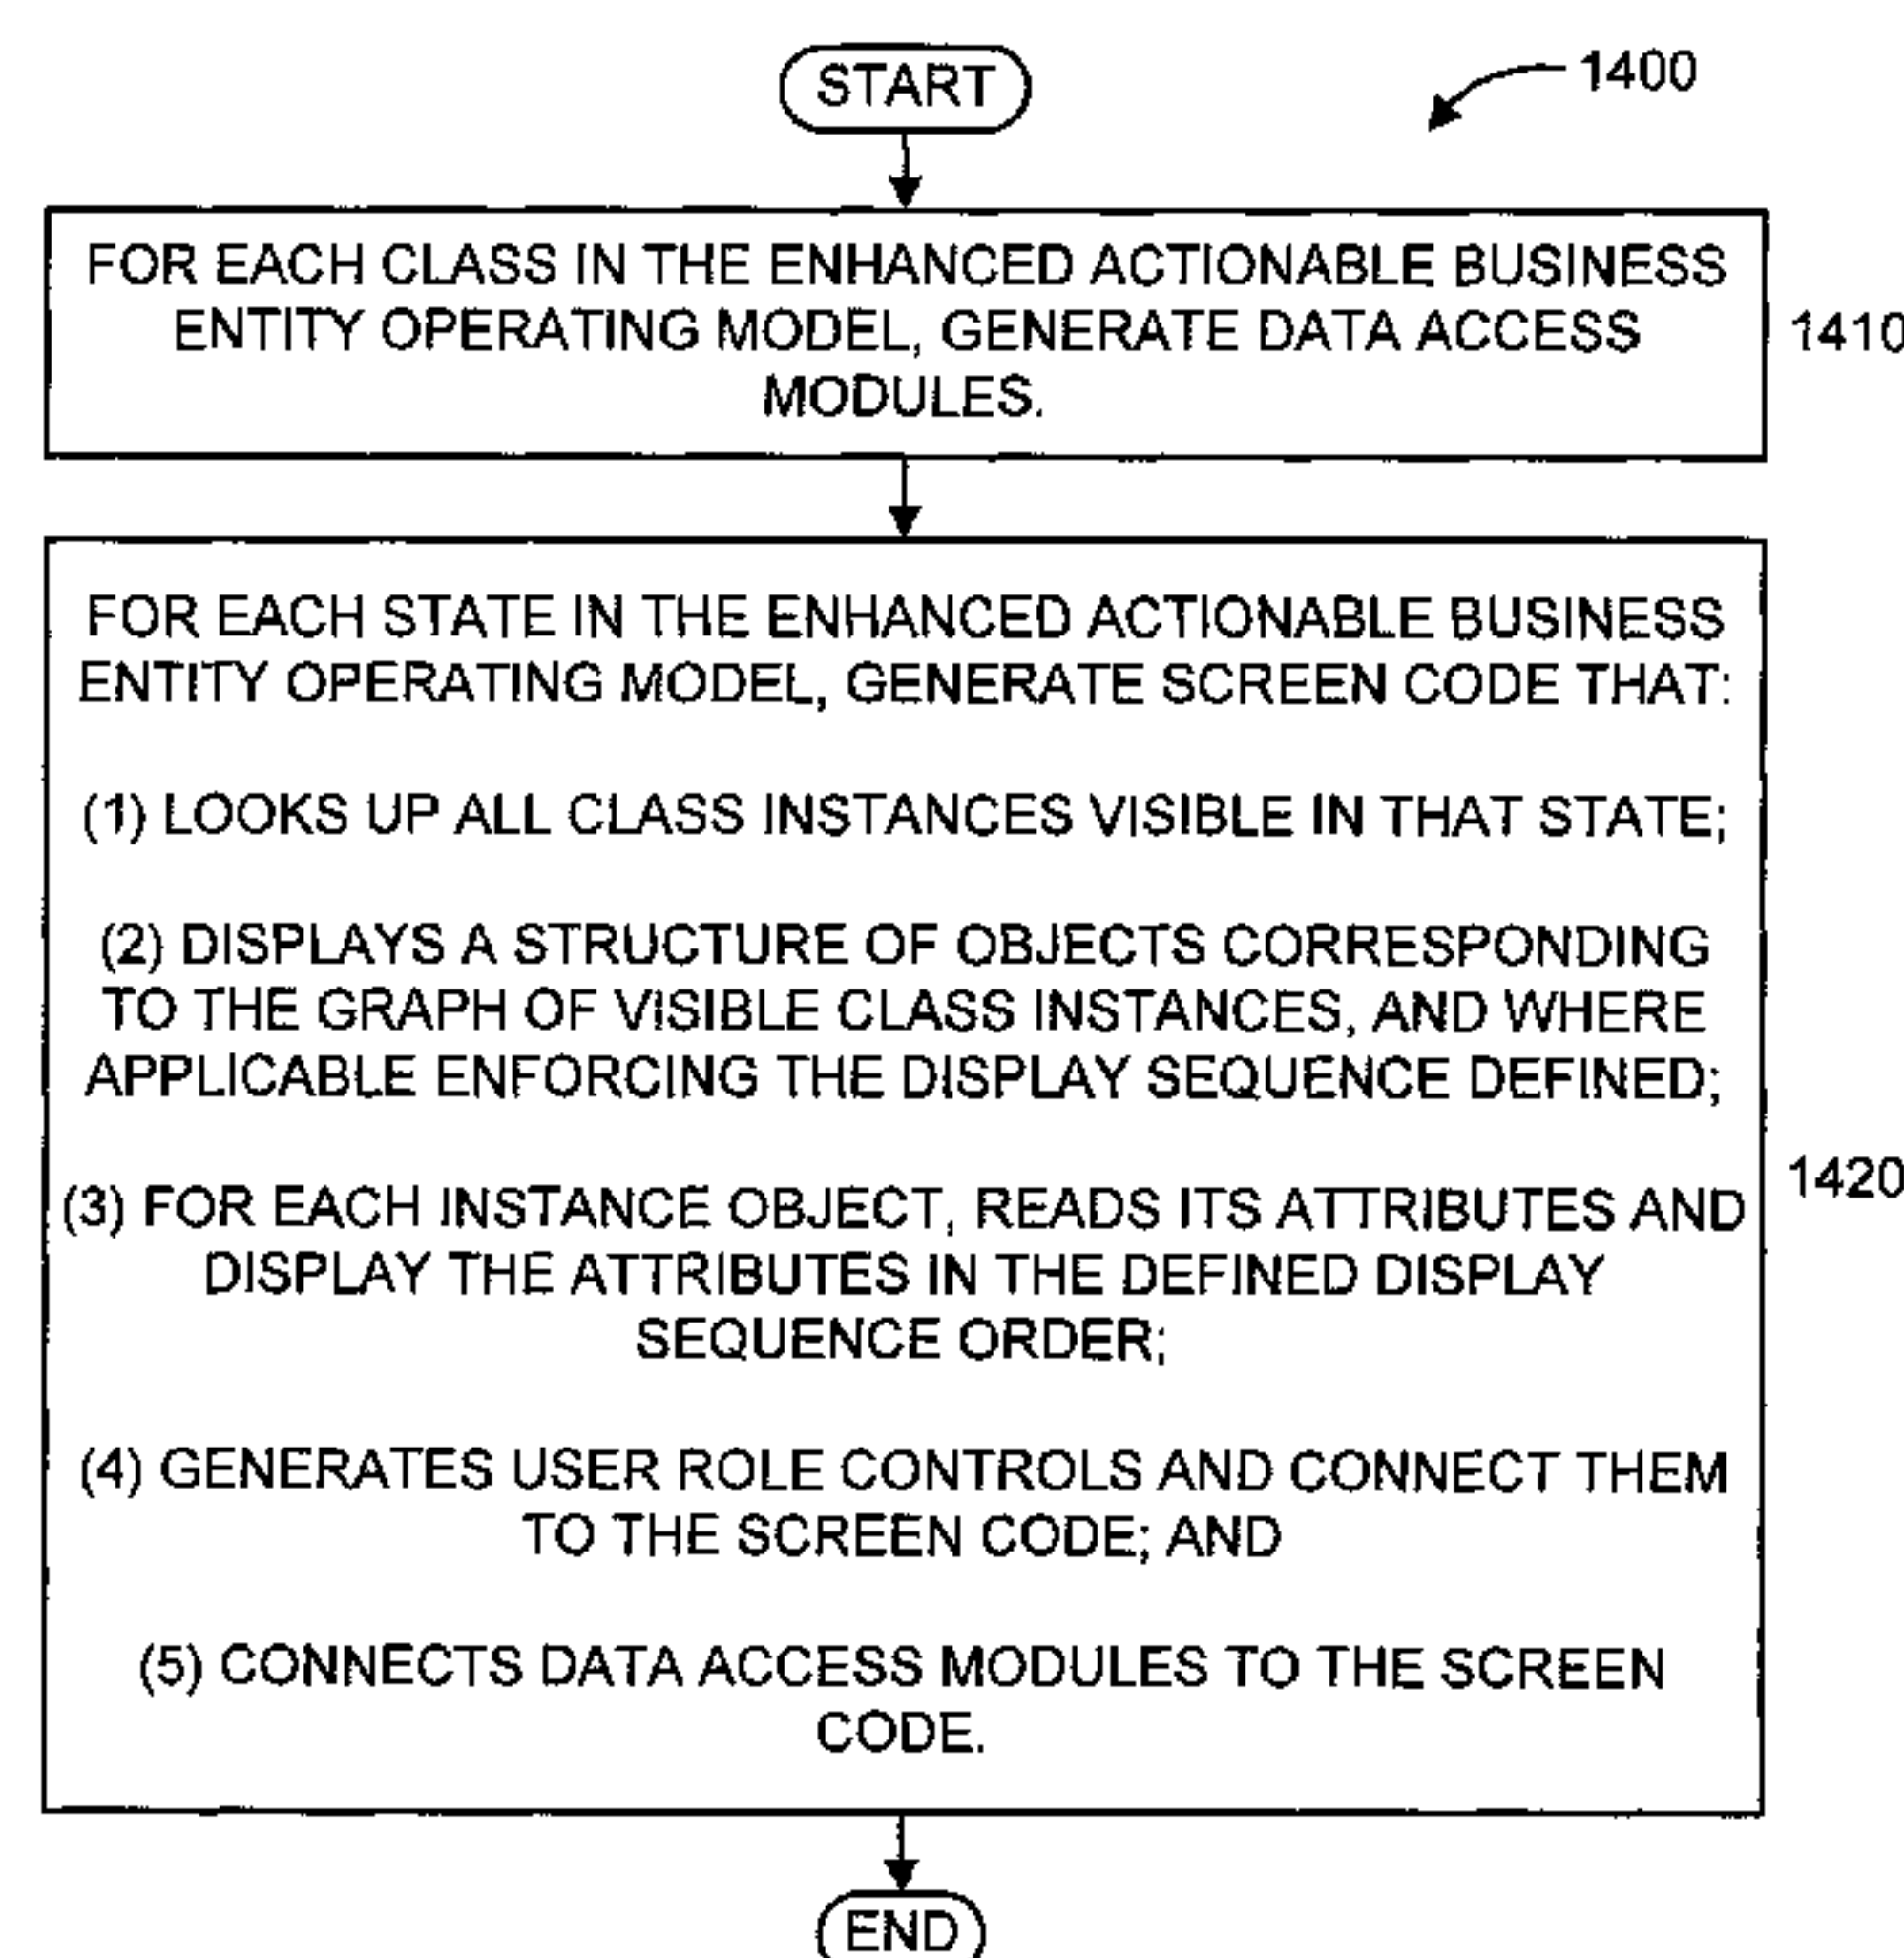 START
1400
FOR EACH CLASS IN THE ENHANCED ACTIONABLE BUSINESS
ENTITY OPERATING MODEL, GENERATE DATA ACCESS
MODULES.
1410
FOR EACH STATE IN THE ENHANCED ACTIONABLE BUSINESS
ENTITY OPERATING MODEL, GENERATE SCREEN CODE THAT:
(1) LOOKS UP ALL CLASS INSTANCES VISIBLE IN THAT STATE;
(2) DISPLAYS A STRUCTURE OF OBJECTS CORRESPONDING
TO THE GRAPH OF VISIBLE CLASS INSTANCES, AND WHERE
APPLICABLE ENFORCING THE DISPLAY SEQUENCE DEFINED;
(3) FOR EACH INSTANCE OBJECT, READS ITS ATTRIBUTES AND
DISPLAY THE ATTRIBUTES IN THE DEFINED DISPLAY
SEQUENCE ORDER;
(4) GENERATES USER ROLE CONTROLS AND CONNECT THEM
TO THE SCREEN CODE; AND
(5) CONNECTS DATA ACCESS MODULES TO THE SCREEN
CODE.
1420
END